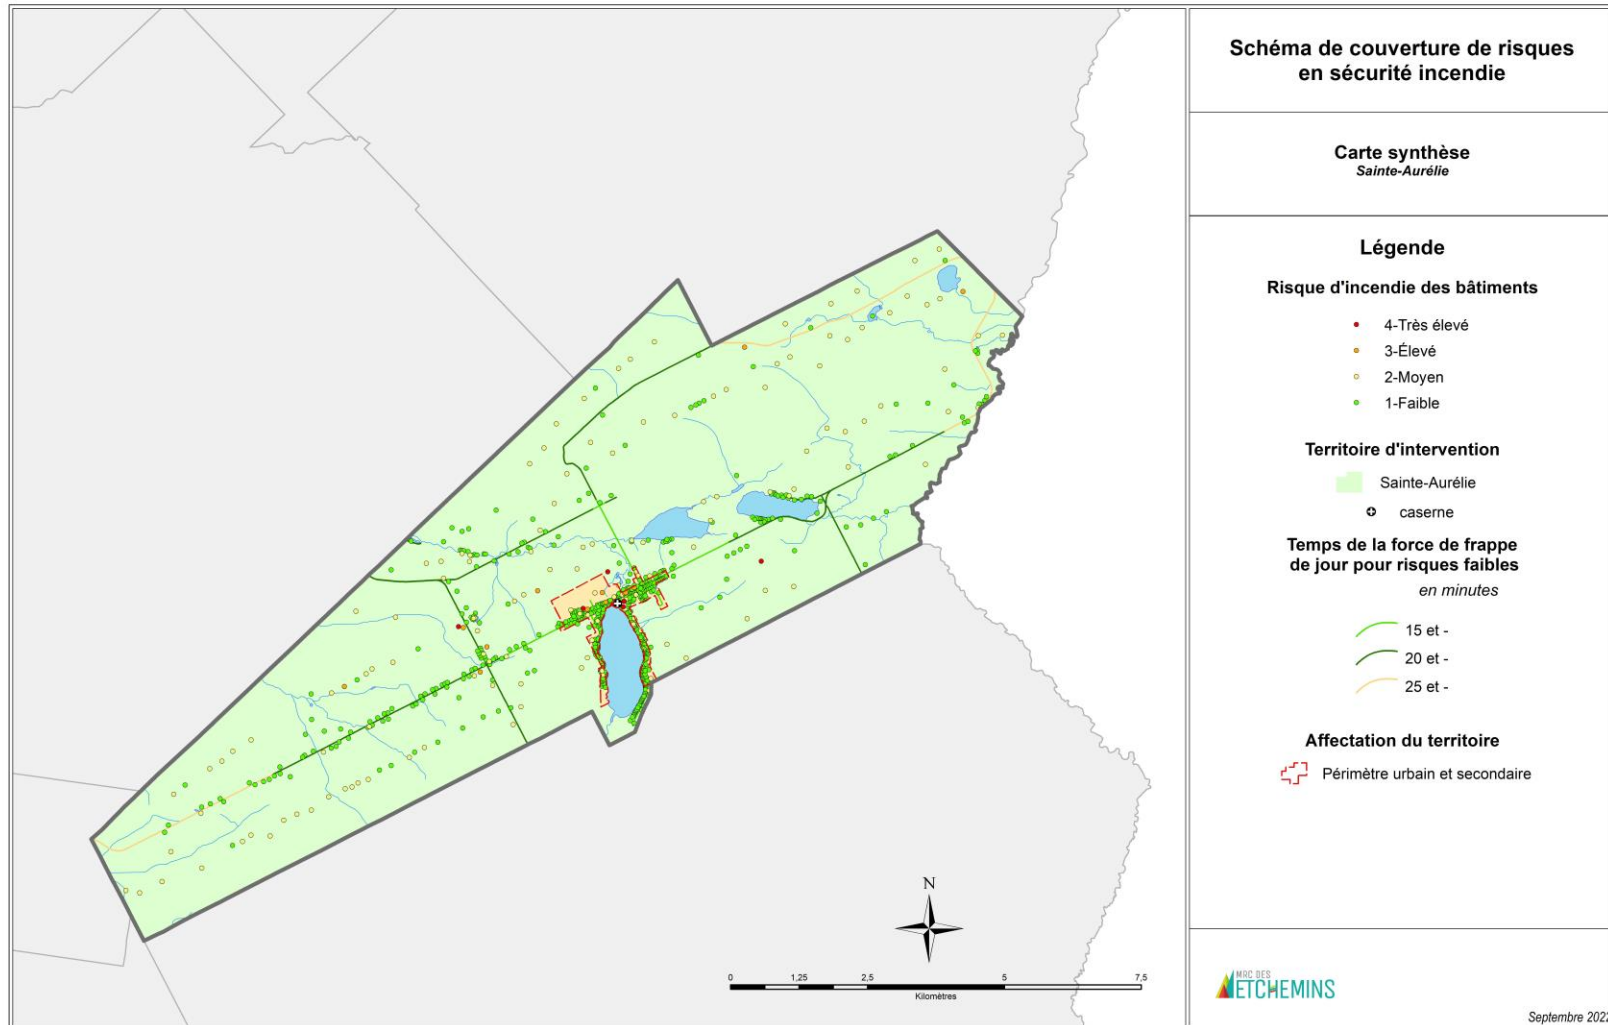 Schéma de couverture de risques
en sécurité incendie
Carte synthèse
Sainte-Aurélie
Légende
Risque d'incendie des bâtiments
4-Très élevé
3-Élevé
2-Moyen
1-Faible
Territoire d'intervention
Sainte-Aurélie
caserne
Temps de la force de frappe
de jour pour risques faibles
en minutes
15 et -
20 et -
25 et -
Affectation du territoire
Périmètre urbain et secondaire
N
0 1,25 2,5 5 7,5
Kilomètres
MRC DES
ETCHEMINS
Septembre 2022